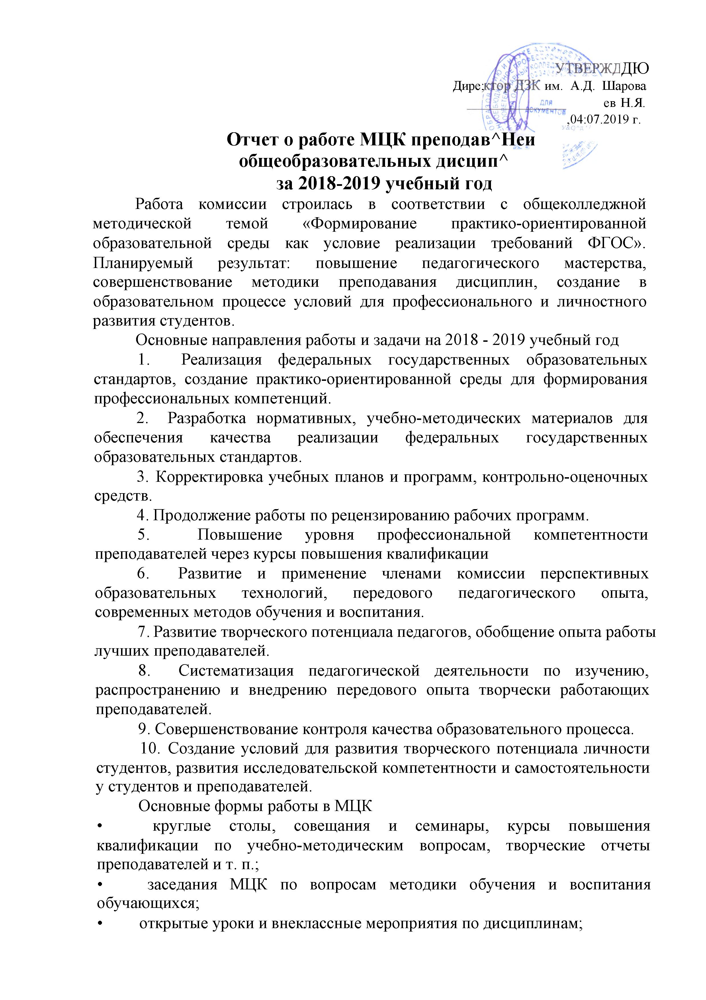 УТВЕРЖДДЮ
Дире;ктор ДЗК им. А.Д. Шарова
ев Н.Я.
ДЛЯ
ДОКУМЕНТОВ
,04:07.2019 г.
Отчет о работе МЦК преподав^Неи
общеобразовательных дисцип^
за 2018-2019 учебный год
Работа комиссии строилась в соответствии с общеколледжной
методической темой «Формирование практико-ориентированной
образовательной среды как условие реализации требований ФГОС».
Планируемый результат: повышение педагогического мастерства,
совершенствование методики преподавания дисциплин, создание в
образовательном процессе условий для профессионального и личностного
развития студентов.
Основные направления работы и задачи на 2018 - 2019 учебный год
1. Реализация федеральных государственных образовательных
стандартов, создание практико-ориентированной среды для формирования
профессиональных компетенций.
2. Разработка нормативных, учебно-методических материалов для
обеспечения качества реализации федеральных государственных
образовательных стандартов.
3. Корректировка учебных планов и программ, контрольно-оценочных
средств.
4. Продолжение работы по рецензированию рабочих программ.
5. Повышение уровня профессиональной компетентности
преподавателей через курсы повышения квалификации
6. Развитие и применение членами комиссии перспективных
образовательных технологий, передового педагогического опыта,
современных методов обучения и воспитания.
7. Развитие творческого потенциала педагогов, обобщение опыта работы
лучших преподавателей.
8. Систематизация педагогической деятельности по изучению,
распространению и внедрению передового опыта творчески работающих
преподавателей.
9. Совершенствование контроля качества образовательного процесса.
10. Создание условий для развития творческого потенциала личности
студентов, развития исследовательской компетентности и самостоятельности
у студентов и преподавателей.
Основные формы работы в МЦК
• круглые столы, совещания и семинары, курсы повышения
квалификации по учебно-методическим вопросам, творческие отчеты
преподавателей и т. п.;
• заседания МЦК по вопросам методики обучения и воспитания
обучающихся;
• открытые уроки и внеклассные мероприятия по дисциплинам;